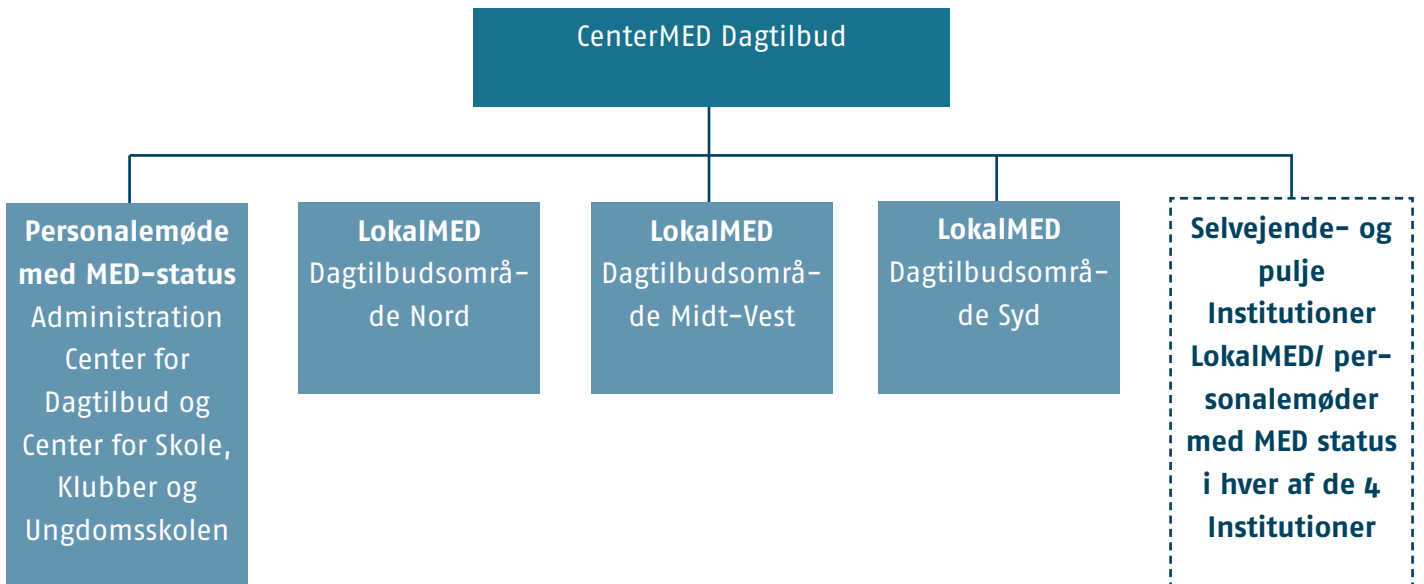 CenterMED Dagtilbud
Personalemøde
med MED-status
Administration
Center for
Dagtilbud og
Center for Skole,
Klubber og
Ungdomsskolen
LokalMED
Dagtilbudsområ-
de Nord
LokalMED
Dagtilbudsområ-
de Midt-Vest
LokalMED
Dagtilbudsområ-
de Syd
Selvejende- og
pulje
Institutioner
LokalMED/ per-
sonalemøder
med MED status
i hver af de 4
Institutioner